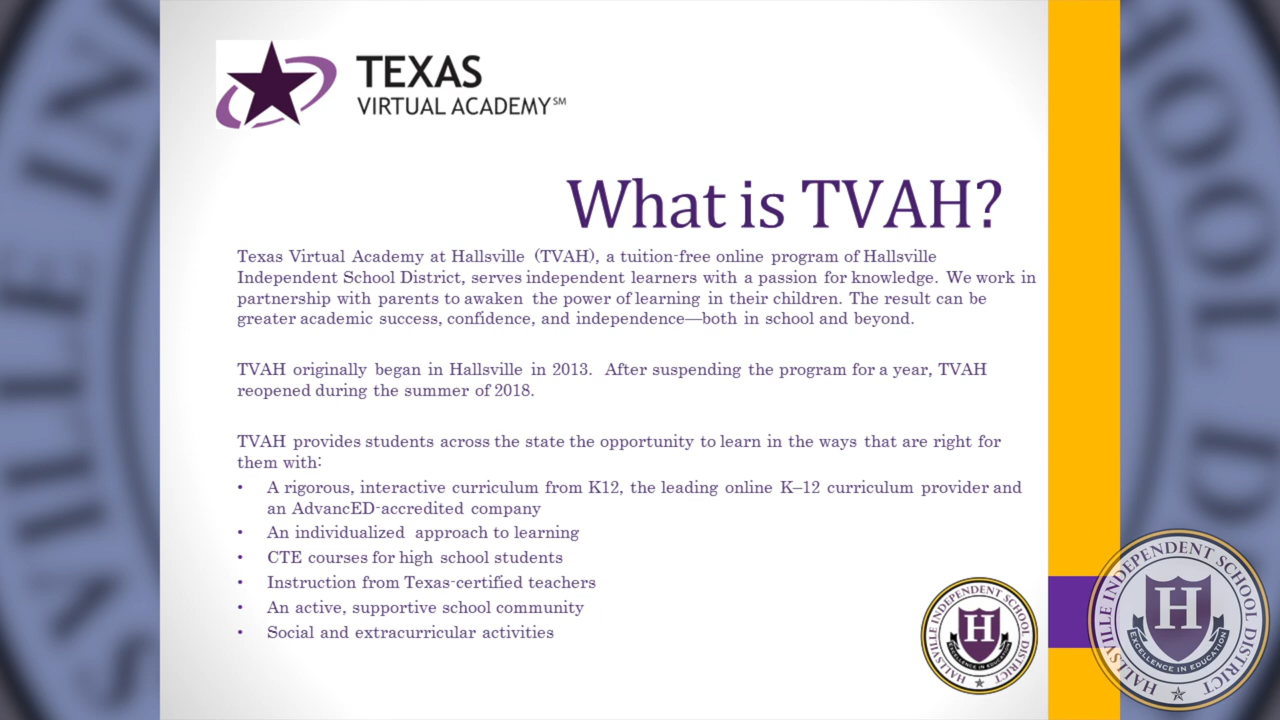 TEXAS
VIRTUAL ACADEMY℠
What is TVAH?
Texas Virtual Academy at Hallsville (TVAH), a tuition-free online program of Hallsville
Independent School District, serves independent learners with a passion for knowledge. We work in
partnership with parents to awaken the power of learning in their children. The result can be
greater academic success, confidence, and independence—both in school and beyond.
TVAH originally began in Hallsville in 2013. After suspending the program for a year, TVAH
reopened during the summer of 2018.
TVAH provides students across the state the opportunity to learn in the ways that are right for
them with:
• A rigorous, interactive curriculum from K12, the leading online K–12 curriculum provider and
an AdvancED-accredited company
• An individualized approach to learning
• CTE courses for high school students
• Instruction from Texas-certified teachers
• An active, supportive school community
• Social and extracurricular activities
HALLSVILLE INDEPENDENT SCHOOL DISTRICT
H
EXCELLENCE IN EDUCATION
HALLSVILLE INDEPENDENT SCHOOL DISTRICT
H
EXCELLENCE IN EDUCATION